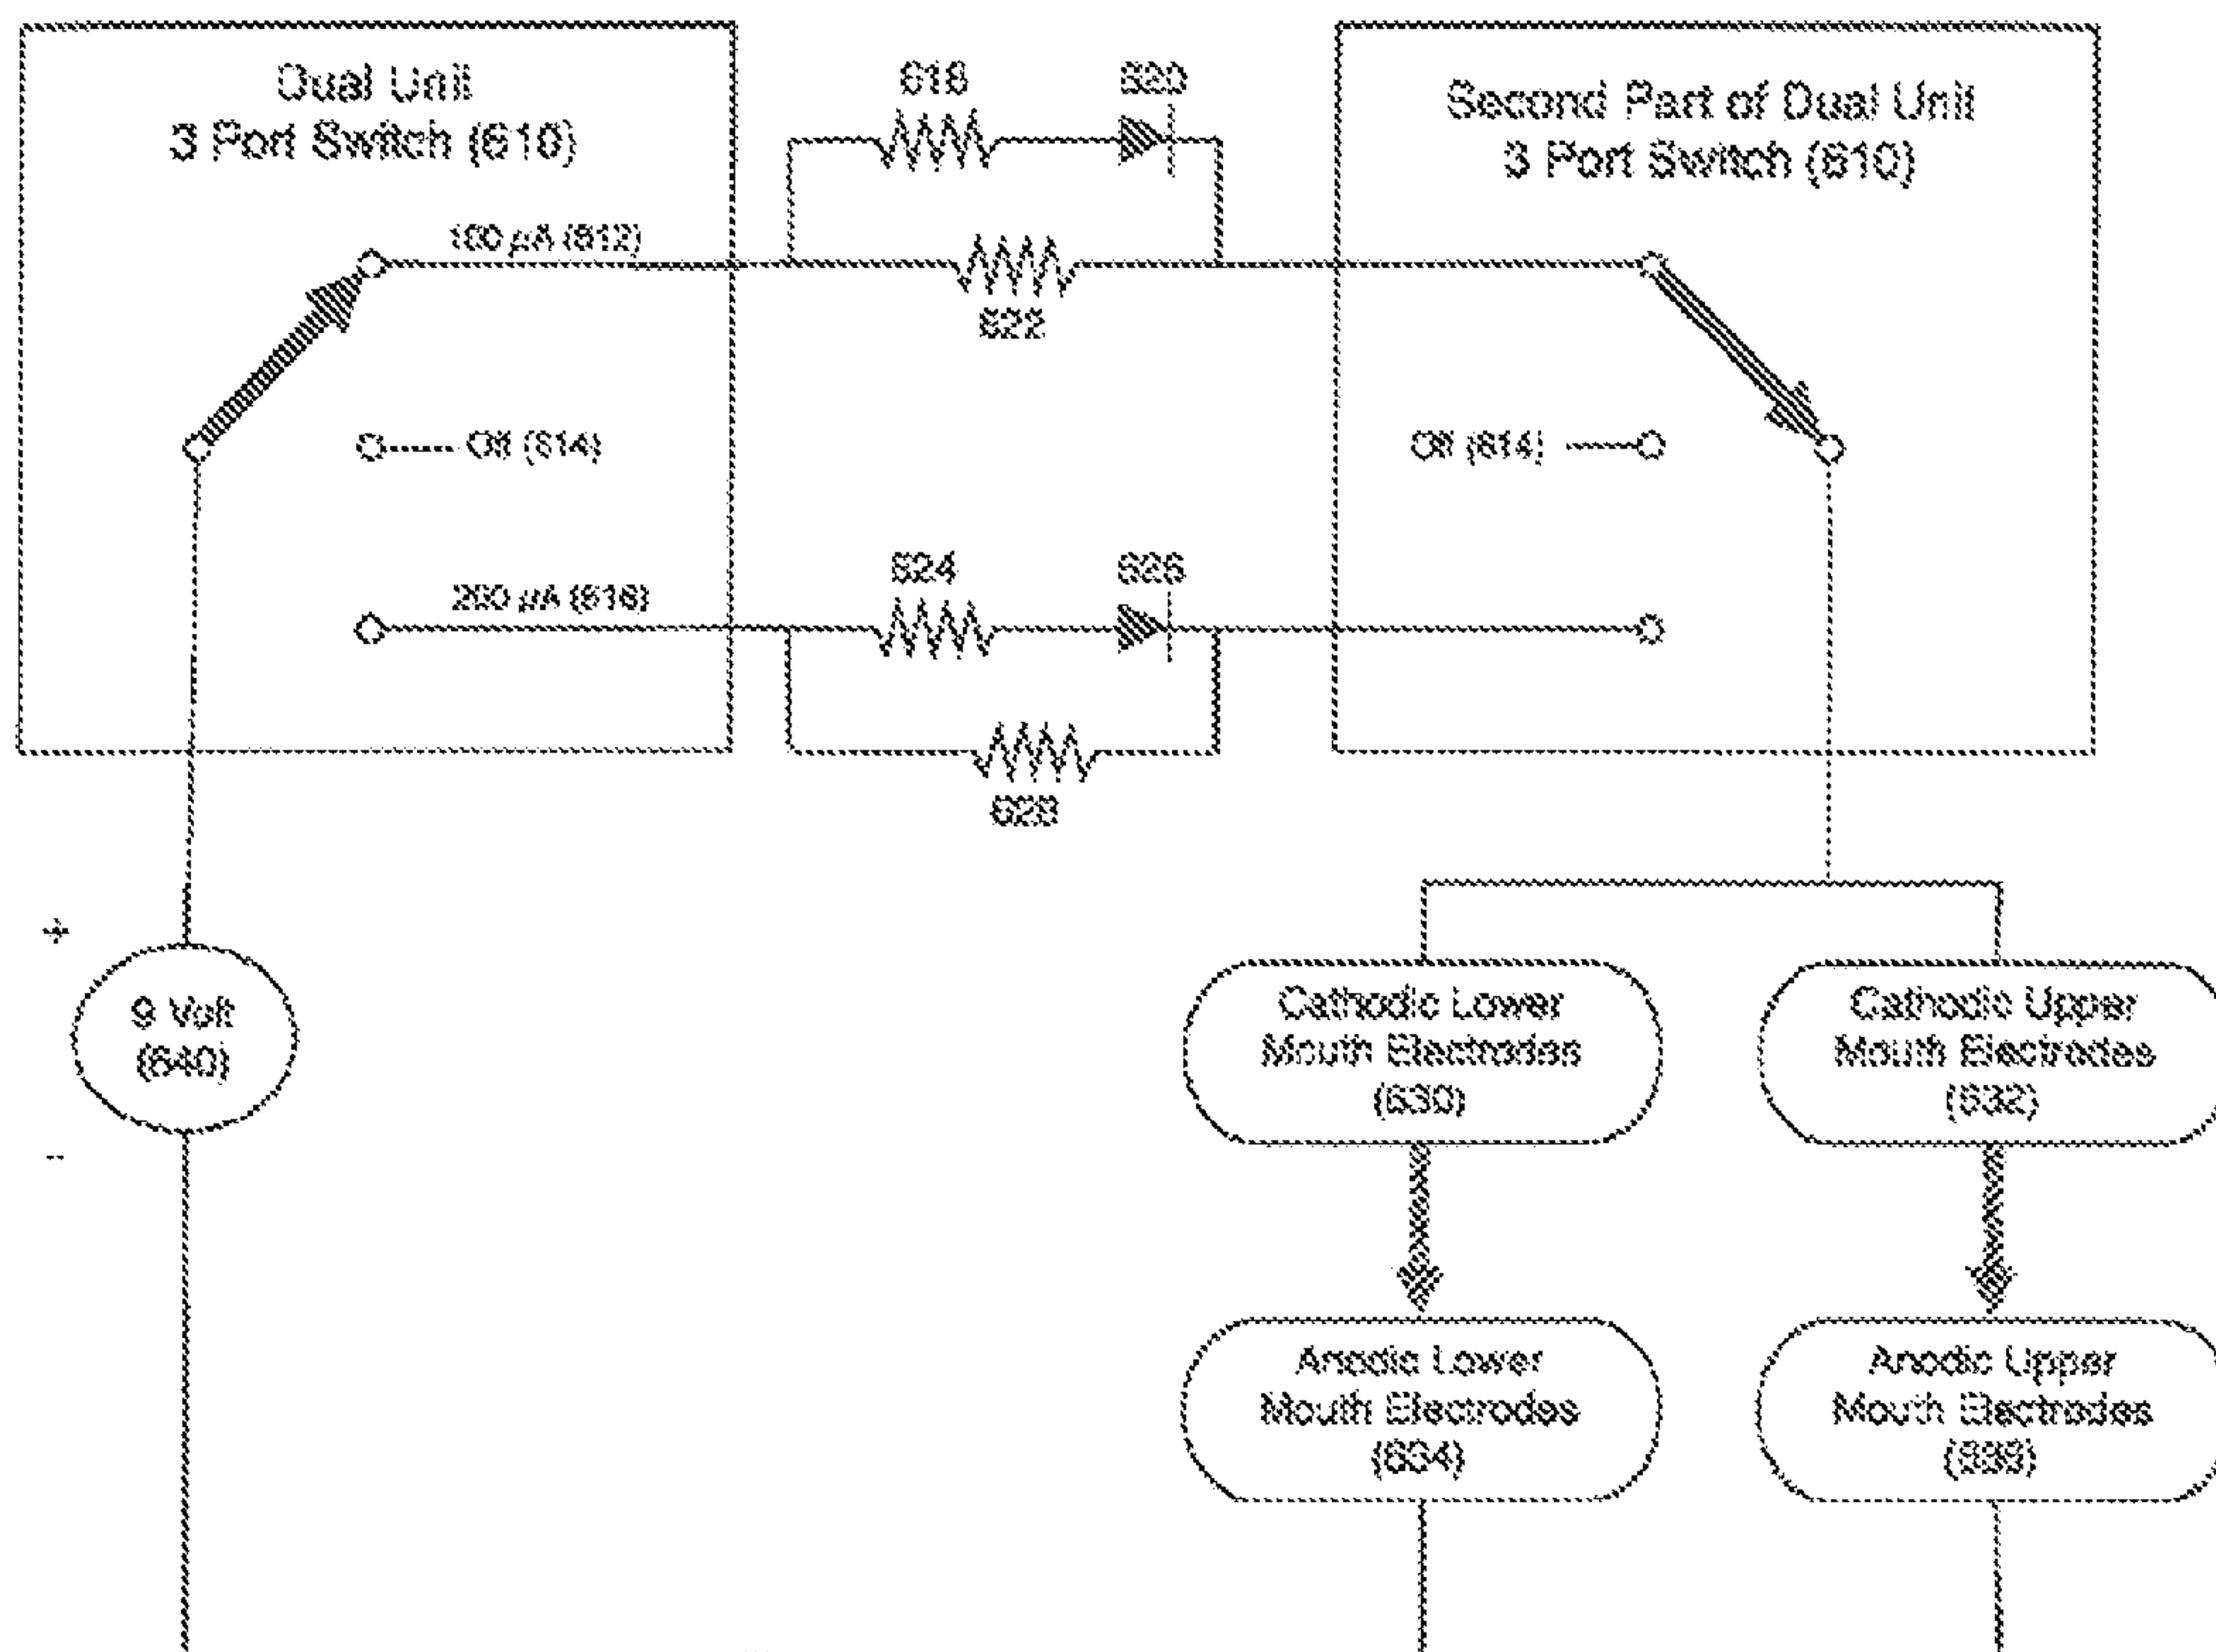 Dual Unit
3 Port Switch (610)
618
620
Second Part of Dual Unit
3 Port Switch (610)
100 µA (612)
622
Off (614)
Off (614)
200 µA (616)
624
626
628
+
9 Volt
(640)
-
Cathodic Lower
Mouth Electrodes
(630)
Cathodic Upper
Mouth Electrodes
(632)
Anodic Lower
Mouth Electrodes
(634)
Anodic Upper
Mouth Electrodes